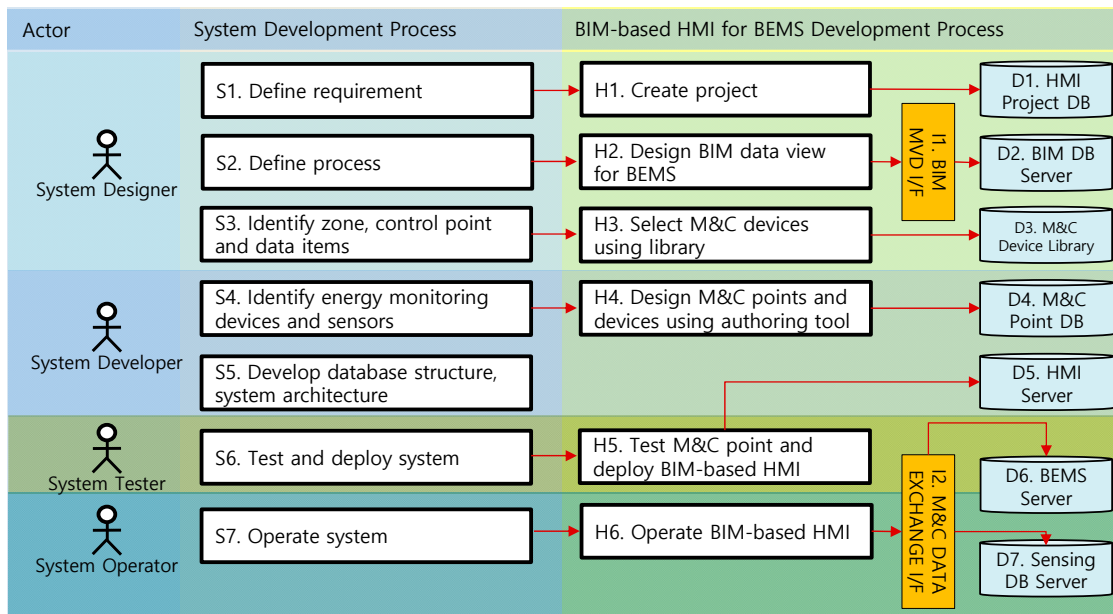 Actor
System Development Process
BIM-based HMI for BEMS Development Process
System Designer
S1. Define requirement
H1. Create project
D1. HMI
Project DB
S2. Define process
H2. Design BIM data view
for BEMS
I1. BIM
MVD I/F
D2. BIM DB
Server
S3. Identify zone, control point
and data items
H3. Select M&C devices
using library
D3. M&C
Device Library
System Developer
S4. Identify energy monitoring
devices and sensors
H4. Design M&C points and
devices using authoring tool
D4. M&C
Point DB
S5. Develop database structure,
system architecture
D5. HMI
Server
System Tester
S6. Test and deploy system
H5. Test M&C point and
deploy BIM-based HMI
I2. M&C DATA
EXCHANGE I/F
D6. BEMS
Server
System Operator
S7. Operate system
H6. Operate BIM-based HMI
D7. Sensing
DB Server